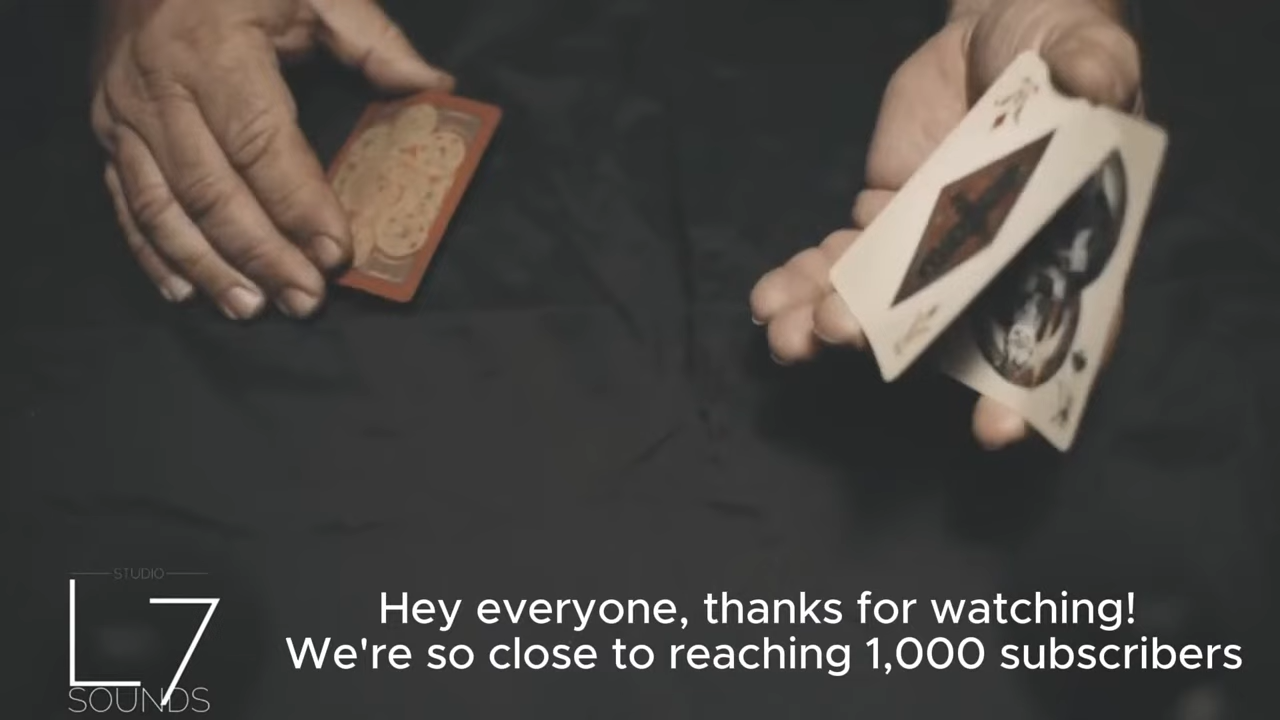 STUDIO
L7
SOUNDS
Hey everyone, thanks for watching!
We're so close to reaching 1,000 subscribers